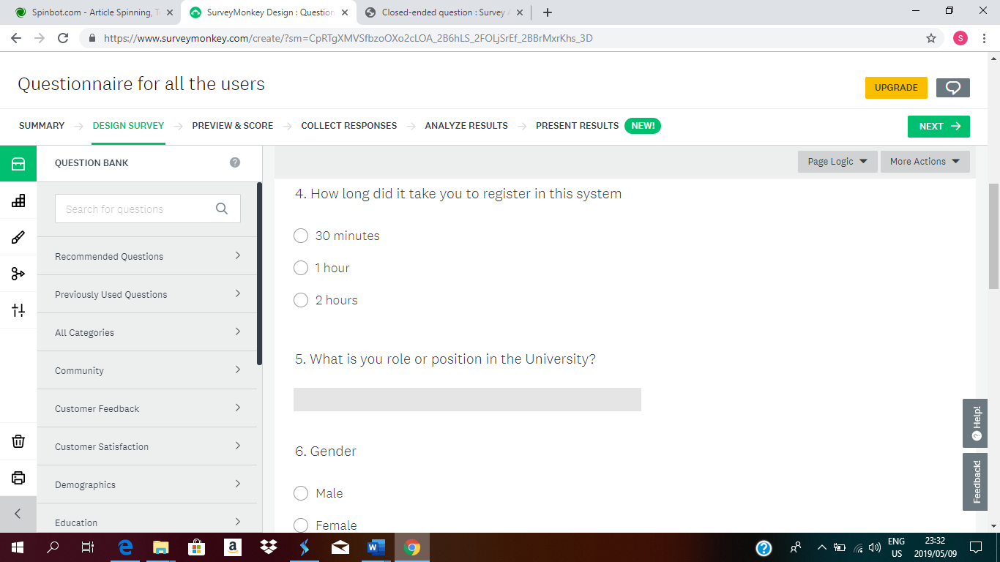 Spinbot.com - Article Spinning, T
SurveyMonkey Design : Question
Closed-ended question : Survey A
https://www.surveymonkey.com/create/?sm=CpRTgXMVSfbzoOXo2cLOA_2B6hLS_2FOLjSrEf_2BBrMxrKhs_3D
S
Questionnaire for all the users
UPGRADE
SUMMARY
DESIGN SURVEY
PREVIEW & SCORE
COLLECT RESPONSES
ANALYZE RESULTS
PRESENT RESULTS
NEW!
NEXT
QUESTION BANK
?
Page Logic
More Actions
Search for questions
Recommended Questions
Previously Used Questions
All Categories
Community
Customer Feedback
Customer Satisfaction
Demographics
Education
4. How long did it take you to register in this system
30 minutes
1 hour
2 hours
5. What is you role or position in the University?
6. Gender
Male
Female
? Help!
Feedback!
ENG
US
23:32
2019/05/09